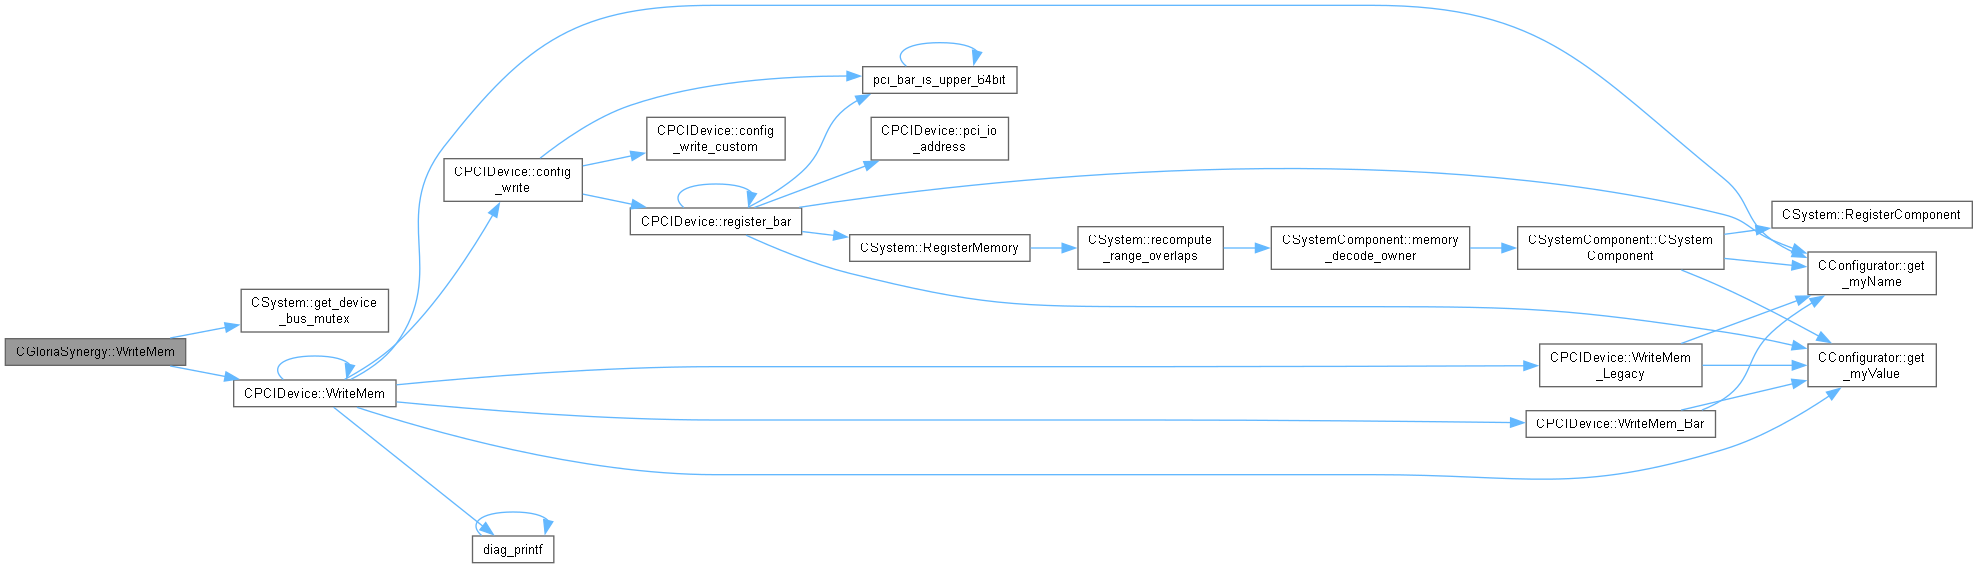 pci_bar_is_upper_64bit
CPCIDevice::config
_write_custom
CPCIDevice::pci_io
_address
CPCIDevice::config
_write
CPCIDevice::register_bar
CSystem::RegisterMemory
CSystem::recompute
_range_overlaps
CSystemComponent::memory
_decode_owner
CSystemComponent::CSystem
Component
CSystem::RegisterComponent
CConfigurator::get
_myName
CSystem::get_device
_bus_mutex
CGloriaSynergy::WriteMem
CPCIDevice::WriteMem
CPCIDevice::WriteMem
_Legacy
CConfigurator::get
_myValue
CPCIDevice::WriteMem_Bar
diag_printf